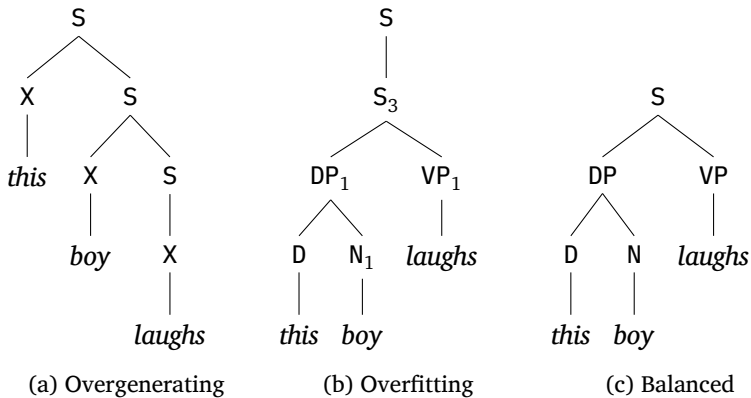 S S
X S S₃ S
this X S DP₁ VP₁ DP VP
boy X D N₁ laughs D N laughs
laughs this boy this boy
(a) Overgenerating (b) Overfitting (c) Balanced